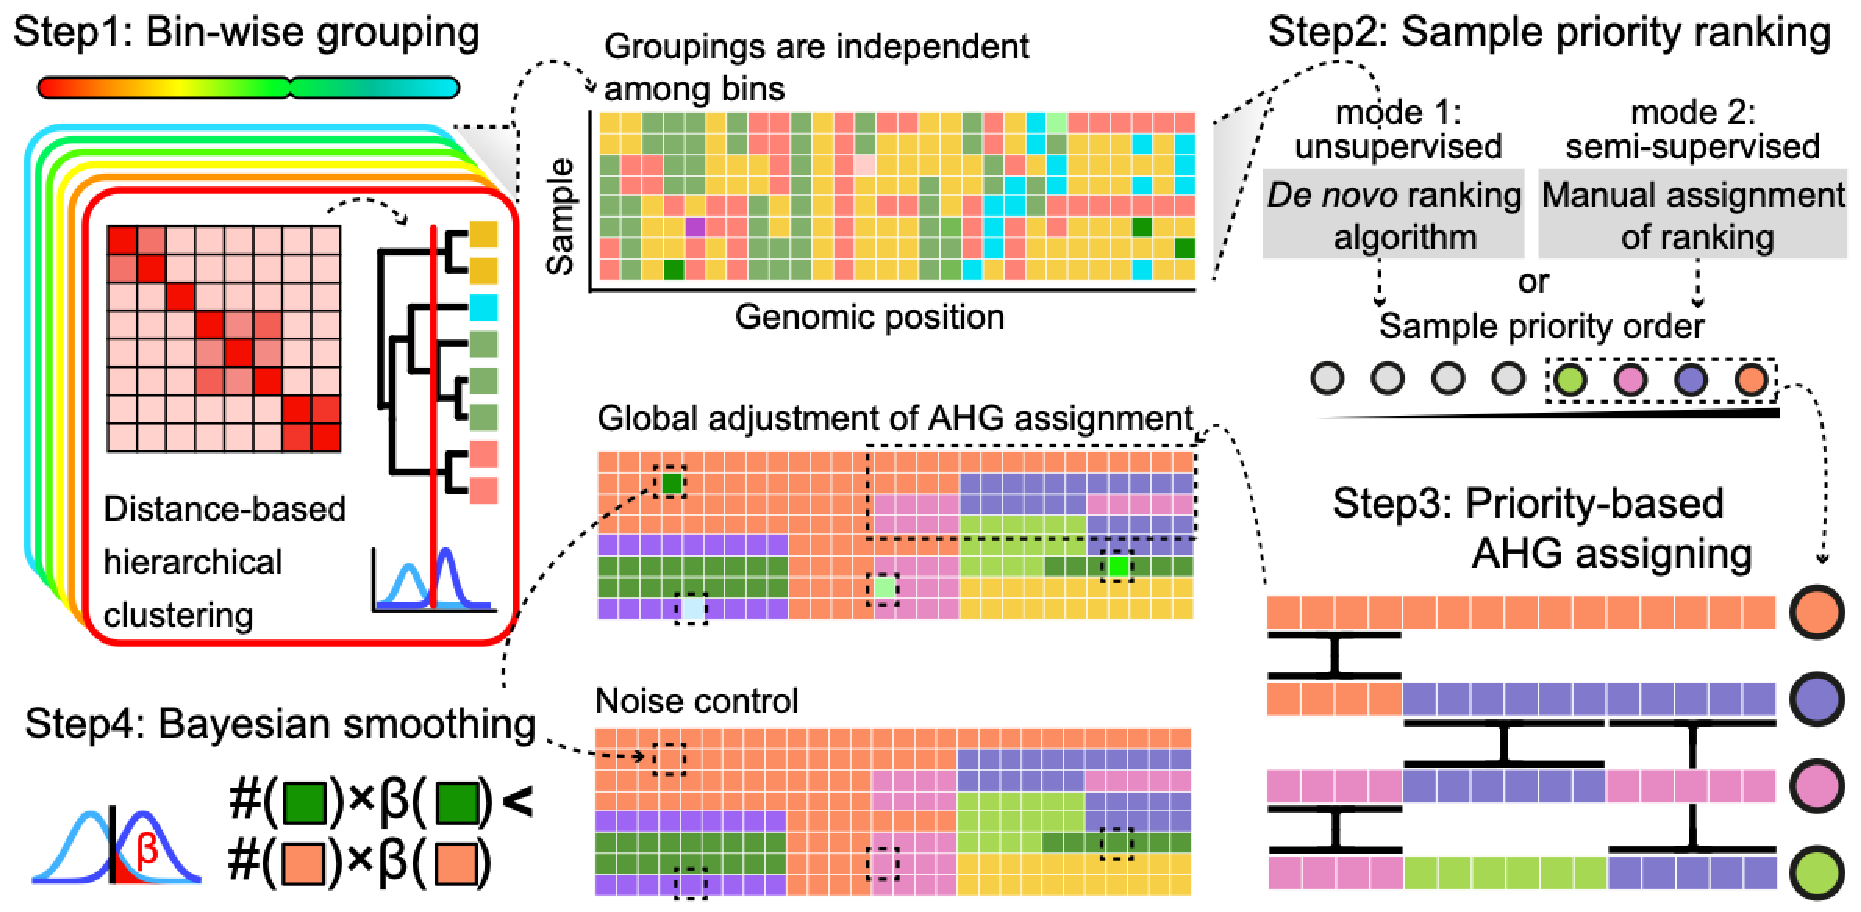 Step1: Bin-wise grouping
Distance-based
hierarchical
clustering
Groupings are independent
among bins
Sample
Genomic position
Step2: Sample priority ranking
mode 1:
unsupervised
De novo ranking
algorithm
mode 2:
semi-supervised
Manual assignment
of ranking
or
Sample priority order
Step3: Priority-based
AHG assigning
Global adjustment of AHG assignment
Step4: Bayesian smoothing
β
#( )×β( ) <
#( )×β( )
Noise control